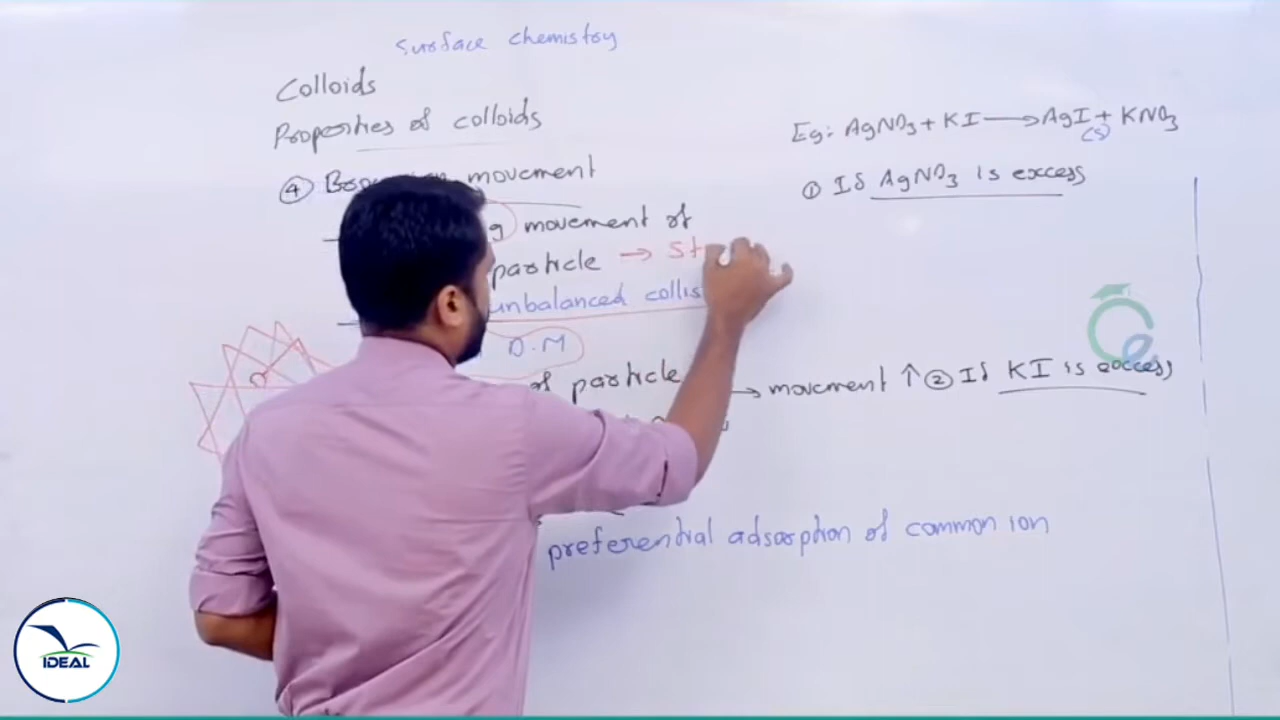 Surface chemistry
Colloids
Properties of colloids
④ movement
movement of
particle → St
unbalanced collis
D.M
of particle → movement ↑
preferential adsorption of common ion
Eg: AgNO3 + KI → AgI + KNO3
(s)
① If AgNO3 is excess
② If KI is excess
IDEAL